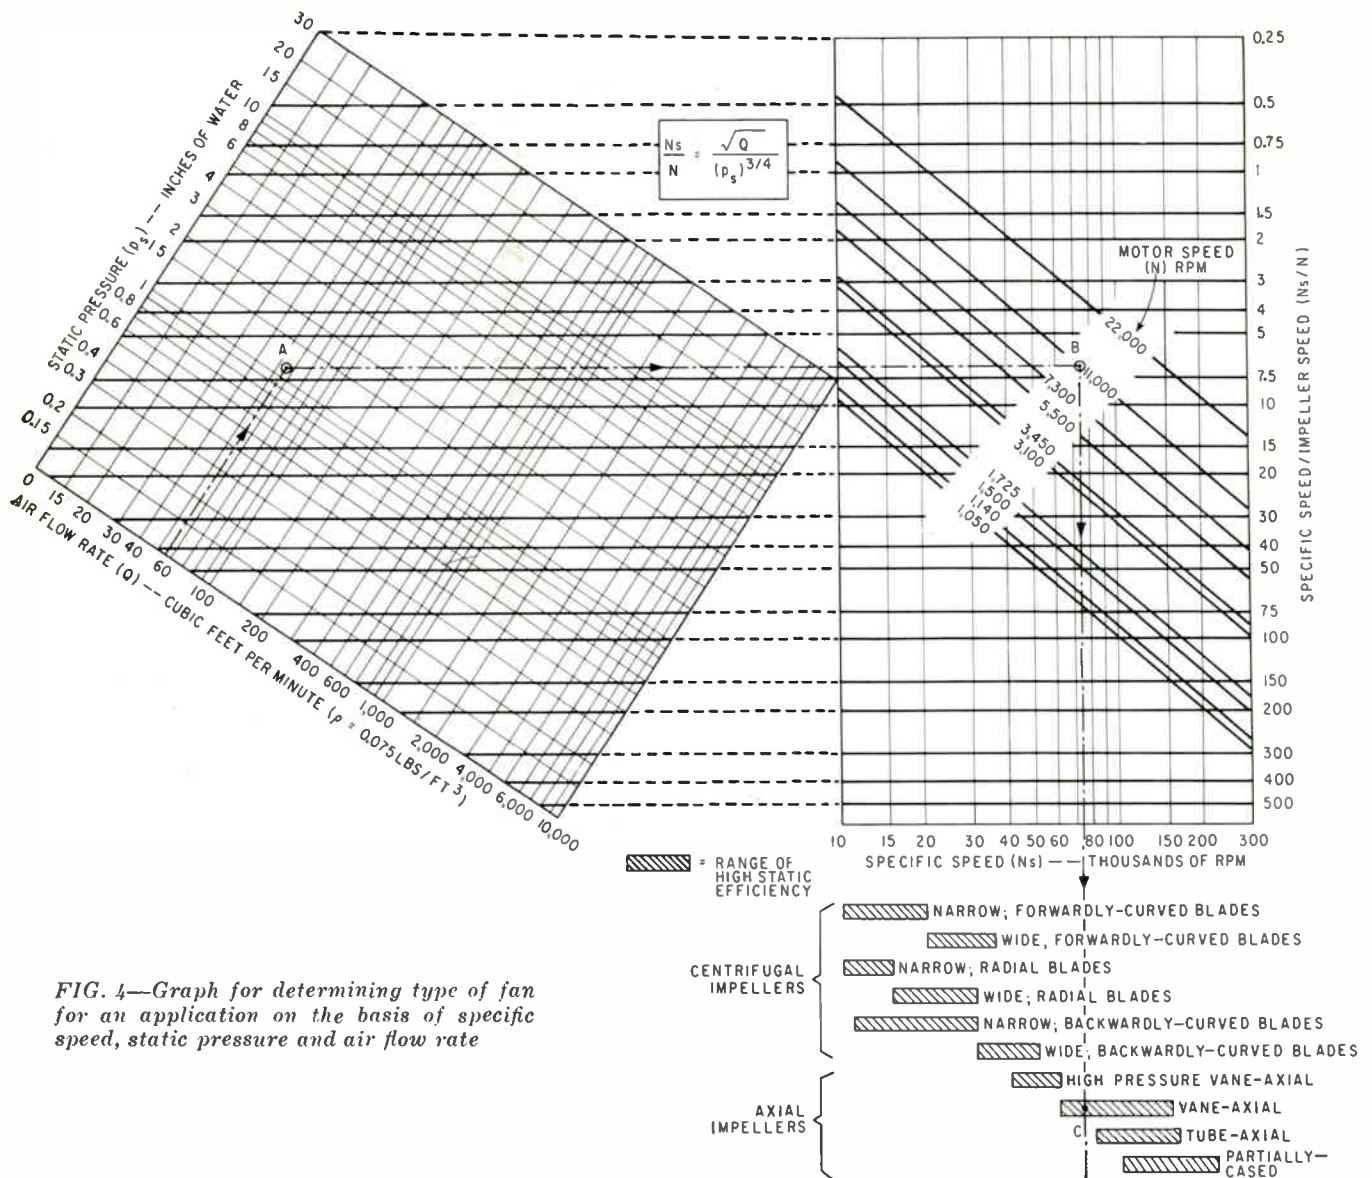 30
20
15
10
8
6
4
3
2
1.5
1
0.8
0.6
0.4
0.3
0.2
0.15
STATIC PRESSURE (ps) -- INCHES OF WATER
0
15
20
30
40
60
100
200
400
600
1,000
2,000
4,000
6,000
10,000
AIR FLOW RATE (Q) -- CUBIC FEET PER MINUTE (ρ = 0.075 LBS/FT³)
A
Ns/N = √Q/(ps)^3/4
MOTOR SPEED
(N) RPM
22,000
B
11,000
7,300
5,500
3,450
3,100
1,725
1,500
1,140
1,050
0.25
0.5
0.75
1
1.5
2
3
4
5
7.5
10
15
20
30
40
50
75
100
150
200
300
400
500
SPECIFIC SPEED/IMPELLER SPEED (Ns/N)
10 15 20 30 40 50 60 80 100 150 200 300
SPECIFIC SPEED (Ns) -- THOUSANDS OF RPM
= RANGE OF
HIGH STATIC
EFFICIENCY
CENTRIFUGAL
IMPELLERS
NARROW; FORWARDLY-CURVED BLADES
WIDE, FORWARDLY-CURVED BLADES
NARROW; RADIAL BLADES
WIDE; RADIAL BLADES
NARROW; BACKWARDLY-CURVED BLADES
WIDE; BACKWARDLY-CURVED BLADES
AXIAL
IMPELLERS
HIGH PRESSURE VANE-AXIAL
VANE-AXIAL
C
TUBE-AXIAL
PARTIALLY-
CASED
FIG. 4—Graph for determining type of fan
for an application on the basis of specific
speed, static pressure and air flow rate